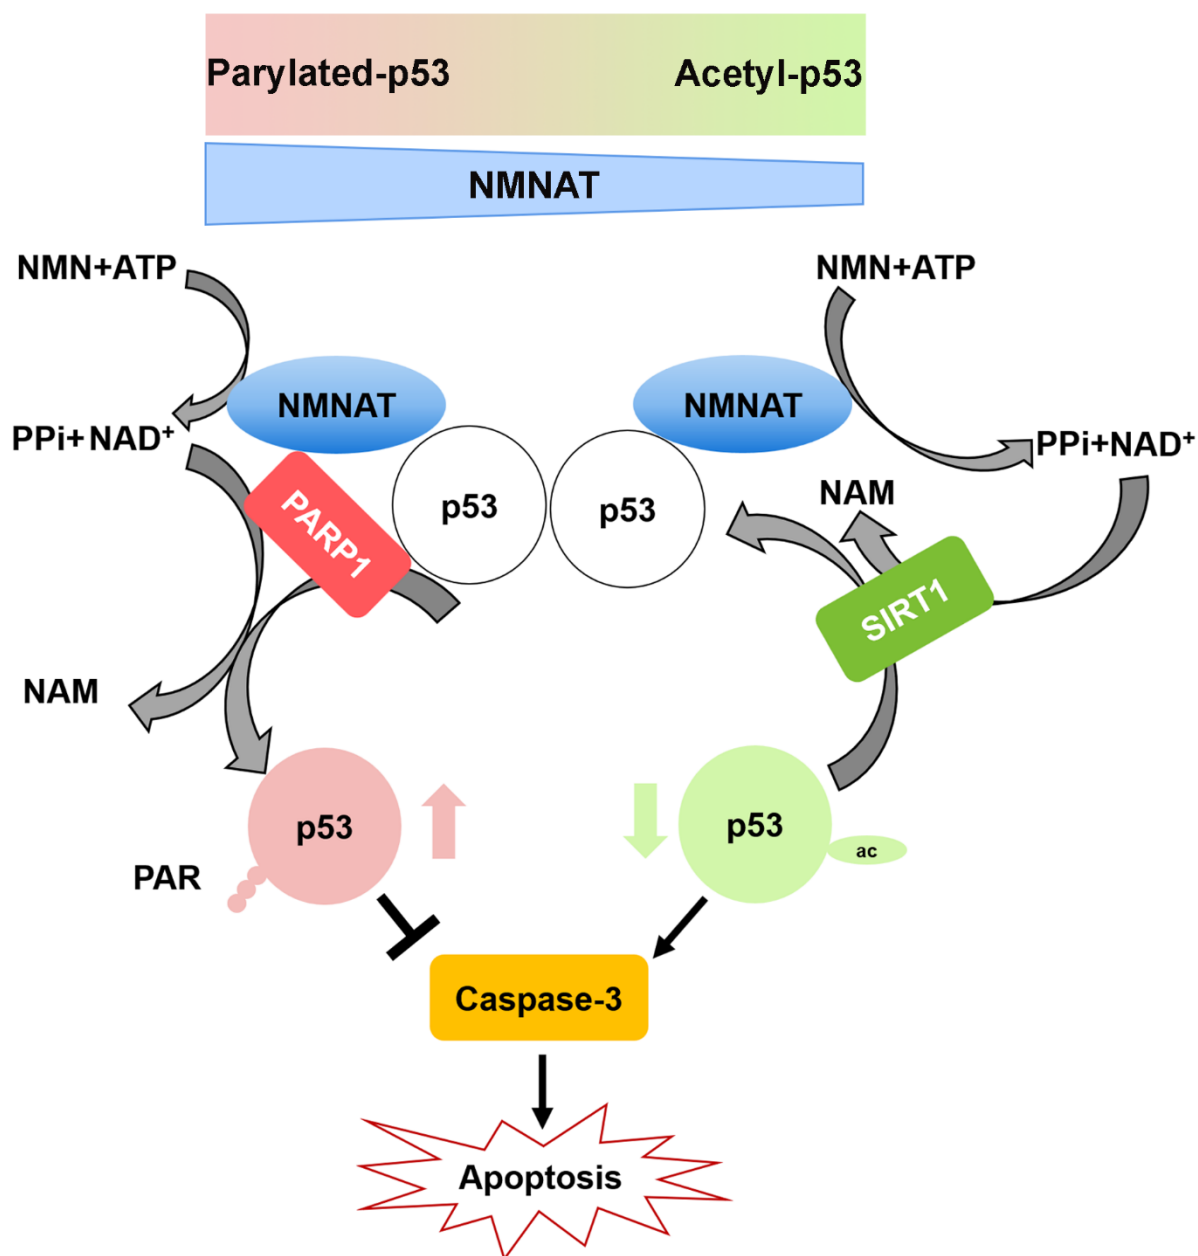 Parylated-p53
Acetyl-p53
NMNAT
NMN+ATP
NMN+ATP
NMNAT
NMNAT
PPi+ NAD⁺
PPi+NAD⁺
NAM
PARP1
p53
p53
SIRT1
NAM
p53
p53
ac
PAR
Caspase-3
Apoptosis